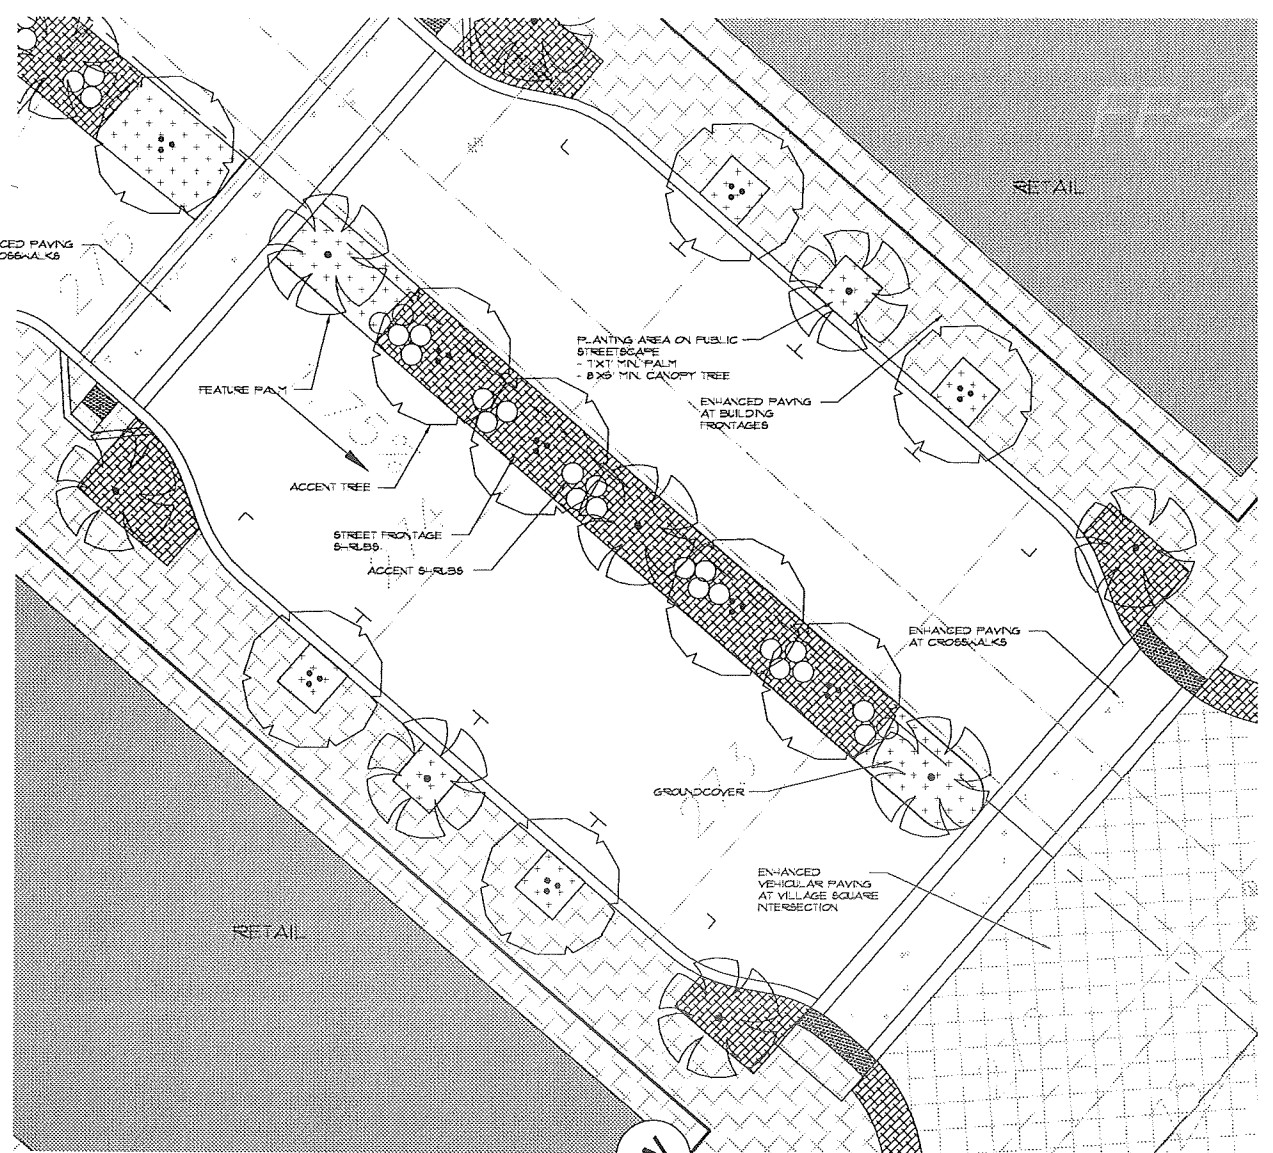 RETAIL
CED PAVING
OSSWALKS
FEATURE PALM
PLANTING AREA ON PUBLIC
STREETSCAPE
- 7'X7' MIN. PALM
- 8'X5' MIN. CANOPY TREE
ENHANCED PAVING
AT BUILDING
FRONTAGES
ACCENT TREE
STREET FRONTAGE
SHRUBS
ACCENT SHRUBS
ENHANCED PAVING
AT CROSSWALKS
GROUNDCOVER
ENHANCED
VEHICULAR PAVING
AT VILLAGE SQUARE
INTERSECTION
RETAIL